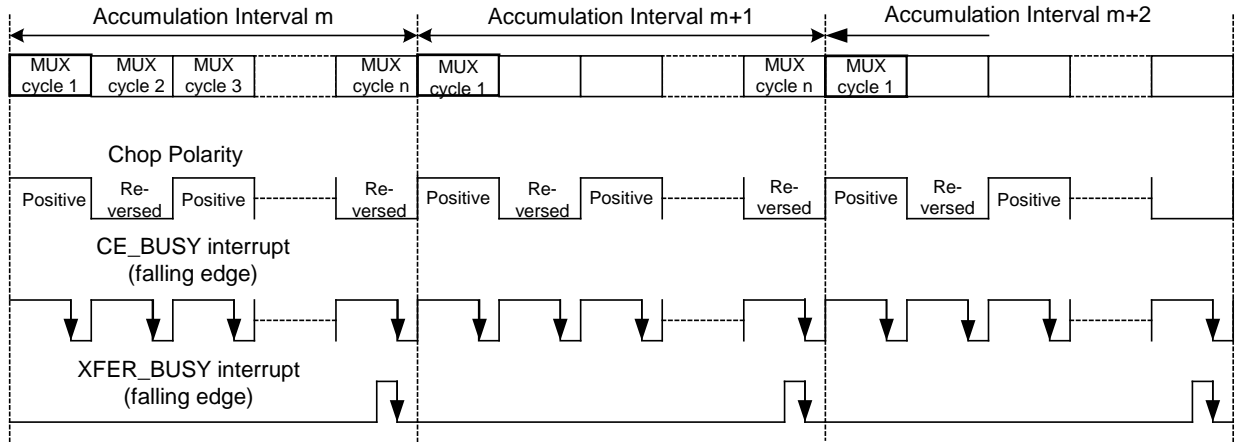 Accumulation Interval m
Accumulation Interval m+1
Accumulation Interval m+2
MUX
cycle 1
MUX
cycle 2
MUX
cycle 3
MUX
cycle n
MUX
cycle 1
MUX
cycle n
MUX
cycle 1
Chop Polarity
Positive
Re-
versed
Positive
Re-
versed
Positive
Re-
versed
Positive
Re-
versed
Positive
Re-
versed
Positive
CE_BUSY interrupt
(falling edge)
XFER_BUSY interrupt
(falling edge)